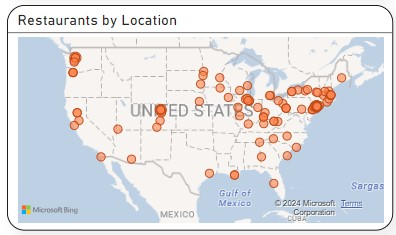 Restaurants by Location
UNITED STATES
Gulf of
Mexico
Sargas
Microsoft Bing
© 2024 Microsoft Terms
Corporation
MEXICO
CUBA